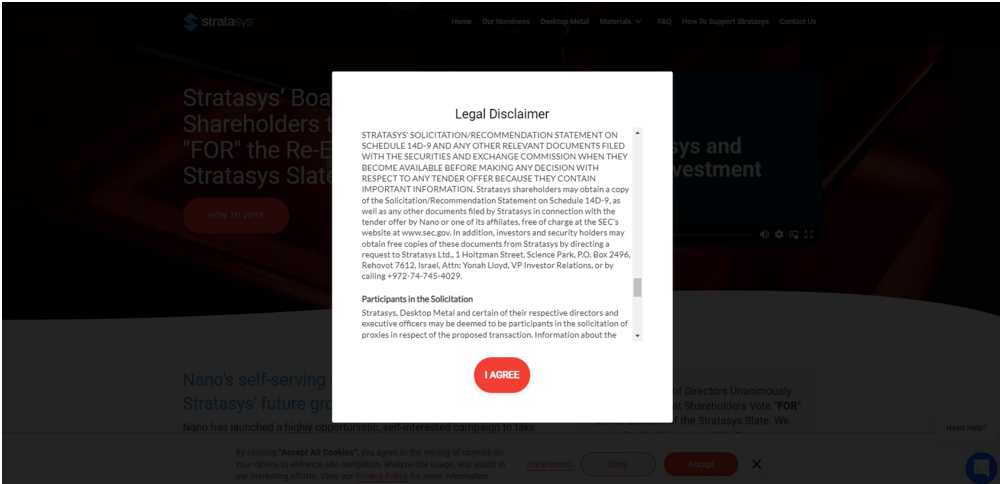 stratasys
Home Our Nominees Desktop Metal Materials FAQ How To Support Stratasys Contact Us
Stratasys' Boa
Shareholders t
"FOR" the Re-E
Stratasys Slat
HOW TO VOTE
sys and
vestment
Legal Disclaimer
STRATASYS' SOLICITATION/RECOMMENDATION STATEMENT ON
SCHEDULE 14D-9 AND ANY OTHER RELEVANT DOCUMENTS FILED
WITH THE SECURITIES AND EXCHANGE COMMISSION WHEN THEY
BECOME AVAILABLE BEFORE MAKING ANY DECISION WITH
RESPECT TO ANY TENDER OFFER BECAUSE THEY CONTAIN
IMPORTANT INFORMATION. Stratasys shareholders may obtain a copy
of the Solicitation/Recommendation Statement on Schedule 14D-9, as
well as any other documents filed by Stratasys in connection with the
tender offer by Nano or one of its affiliates, free of charge at the SEC's
website at www.sec.gov. In addition, investors and security holders may
obtain free copies of these documents from Stratasys by directing a
request to Stratasys Ltd., 1 Holtzman Street, Science Park, P.O. Box 2496,
Rehovot 7612, Israel, Attn: Yonah Lloyd, VP Investor Relations, or by
calling +972-74-745-4029.
Participants in the Solicitation
Stratasys, Desktop Metal and certain of their respective directors and
executive officers may be deemed to be participants in the solicitation of
proxies in respect of the proposed transaction. Information about the
I AGREE
Nano's self-serving
Stratasys' future gro
Nano has launched a highly opportunistic, self-interested campaign to take
of Directors Unanimously
at Shareholders Vote "FOR"
of the Stratasys Slate. We
Need Help?
By clicking "Accept All Cookies", you agree to the storing of cookies on
your device to enhance site navigation, analyze site usage, and assist in
our marketing efforts. View our Privacy Policy for more information.
Preferences Deny Accept